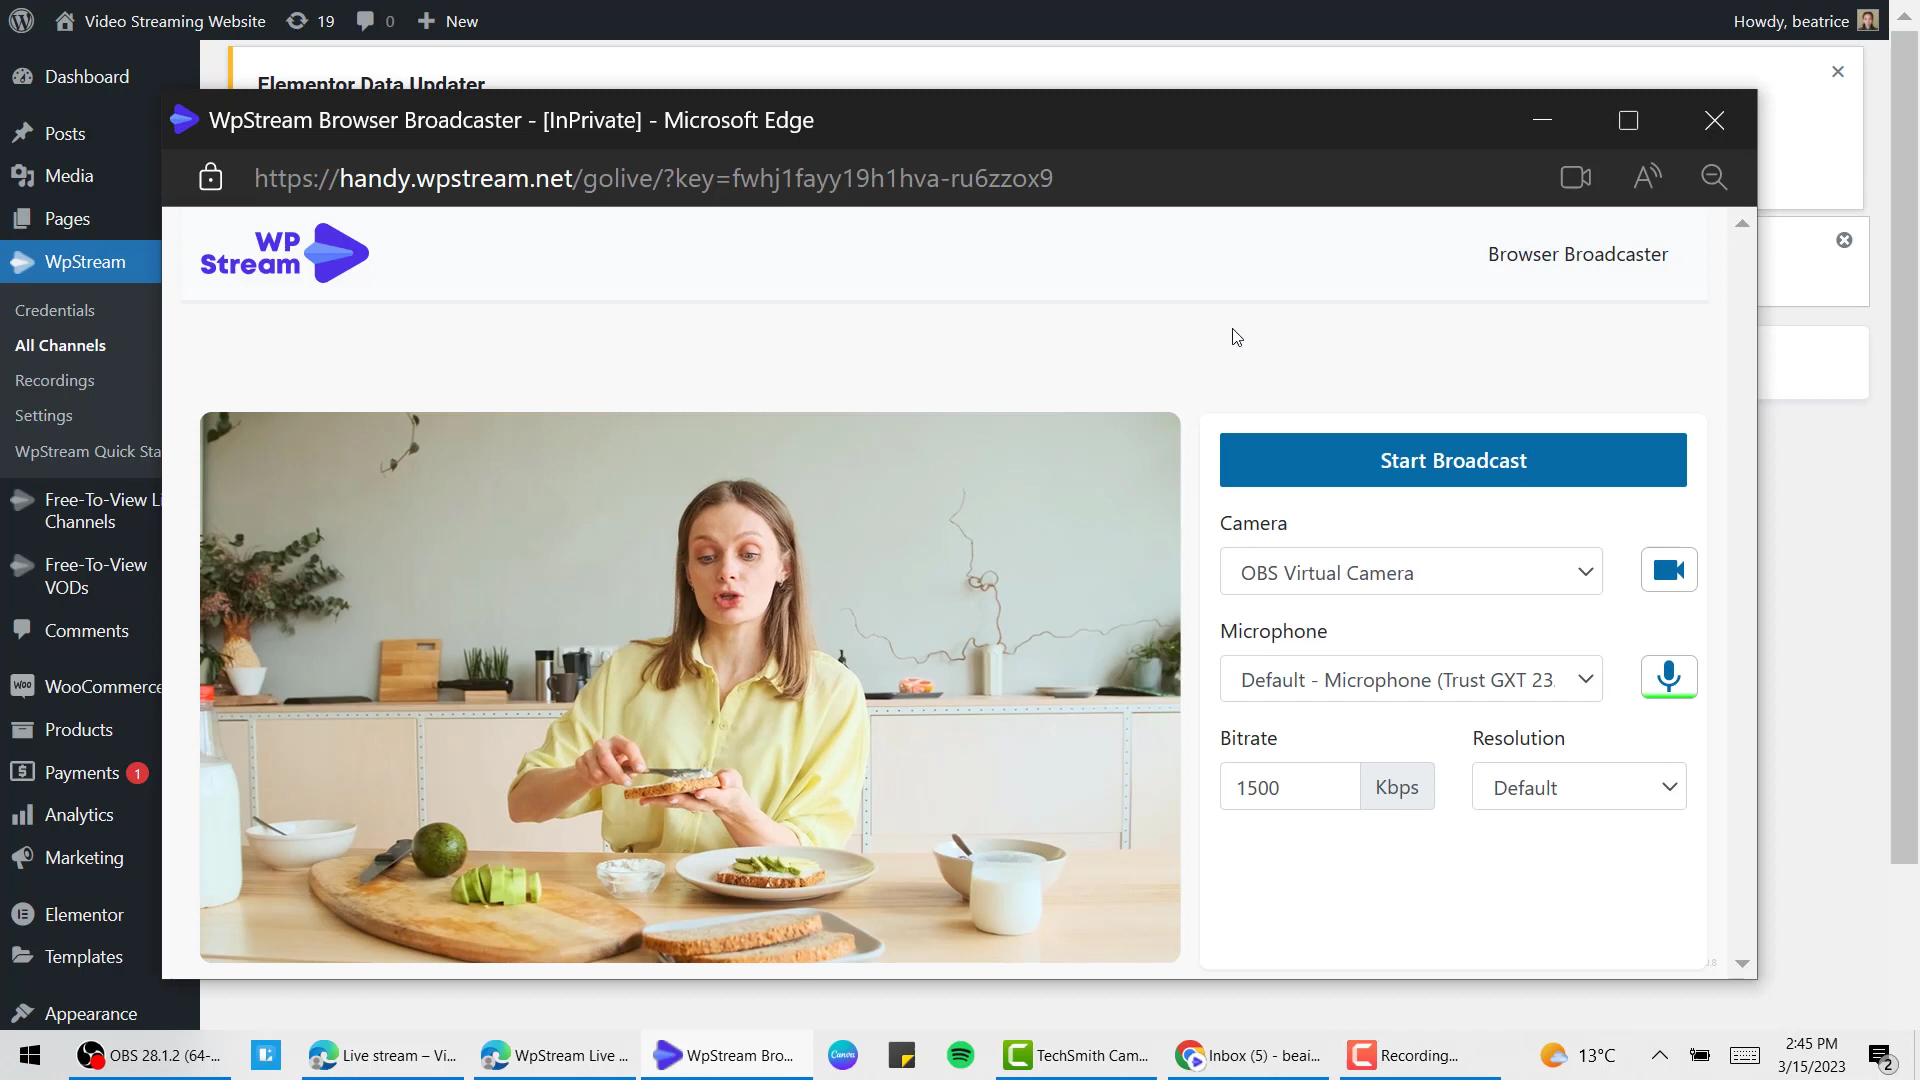 Video Streaming Website
19
0
New
Howdy, beatrice
Dashboard
Posts
Media
Pages
WpStream
Credentials
All Channels
Recordings
Settings
WpStream Quick Sta
Free-To-View Li
Channels
Free-To-View
VODs
Comments
Woo
WooCommerce
Products
Payments
1
Analytics
Marketing
Elementor
Templates
Appearance
Elementor Data Updater
WpStream Browser Broadcaster - [InPrivate] - Microsoft Edge
https://handy.wpstream.net/golive/?key=fwhj1fayy19h1hva-ru6zzox9
WP
Stream
Browser Broadcaster
Start Broadcast
Camera
OBS Virtual Camera
Microphone
Default - Microphone (Trust GXT 23
Bitrate
Resolution
1500
Kbps
Default
OBS 28.1.2 (64-...
Live stream – Vi...
WpStream Live ...
WpStream Bro...
Canva
TechSmith Cam...
Inbox (5) - beai...
Recording...
13°C
2:45 PM
3/15/2023
2